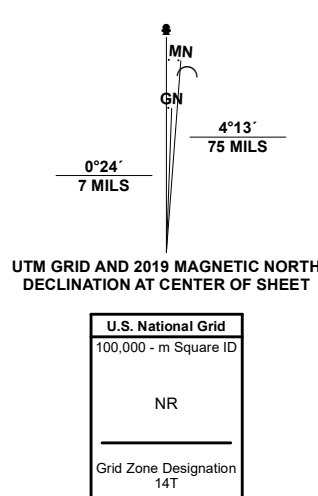 MN
GN
4°13´
75 MILS
0°24´
7 MILS
UTM GRID AND 2019 MAGNETIC NORTH
DECLINATION AT CENTER OF SHEET
U.S. National Grid
100,000 - m Square ID
NR
Grid Zone Designation
14T